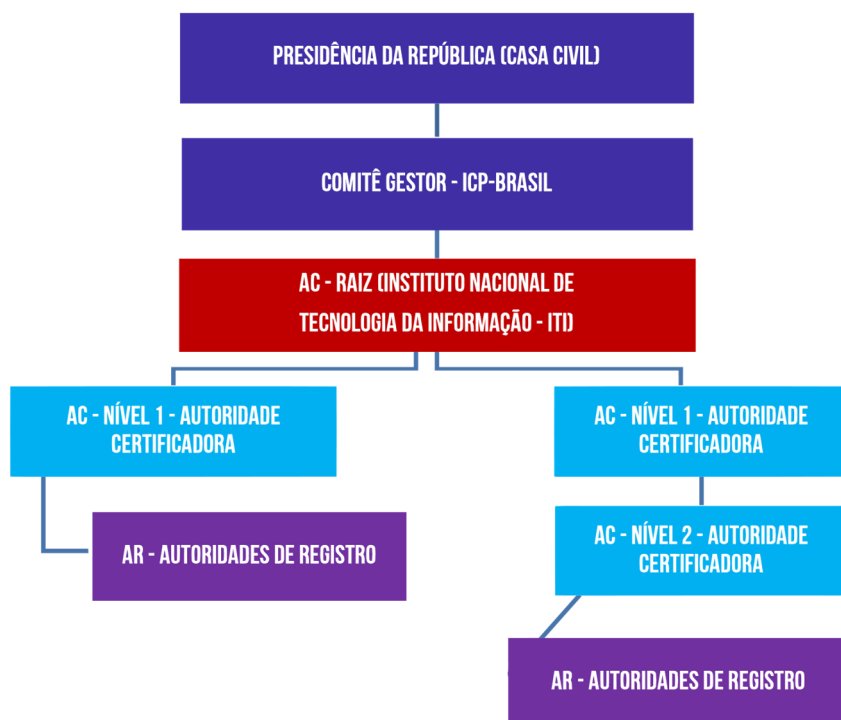 PRESIDÊNCIA DA REPÚBLICA (CASA CIVIL)
COMITÊ GESTOR - ICP-BRASIL
AC - RAIZ (INSTITUTO NACIONAL DE
TECNOLOGIA DA INFORMAÇÃO - ITI)
AC - NÍVEL 1 - AUTORIDADE
CERTIFICADORA
AC - NÍVEL 1 - AUTORIDADE
CERTIFICADORA
AR - AUTORIDADES DE REGISTRO
AC - NÍVEL 2 - AUTORIDADE
CERTIFICADORA
AR - AUTORIDADES DE REGISTRO